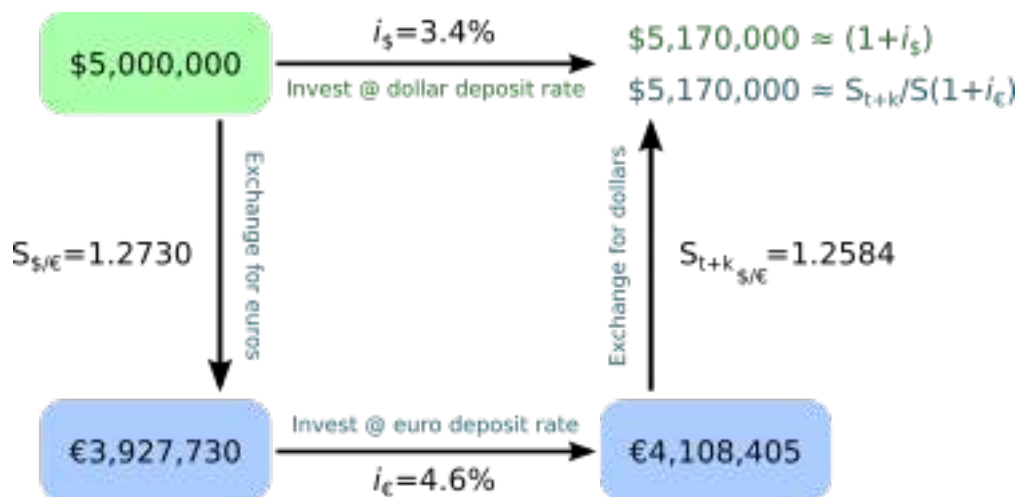 $5,000,000
i$=3.4%
Invest @ dollar deposit rate
$5,170,000 ≈ (1+i$)
$5,170,000 ≈ St+k/S(1+i€)
S$/€=1.2730
Exchange for euros
Exchange for dollars
St+k $/€=1.2584
€3,927,730
Invest @ euro deposit rate
i€=4.6%
€4,108,405